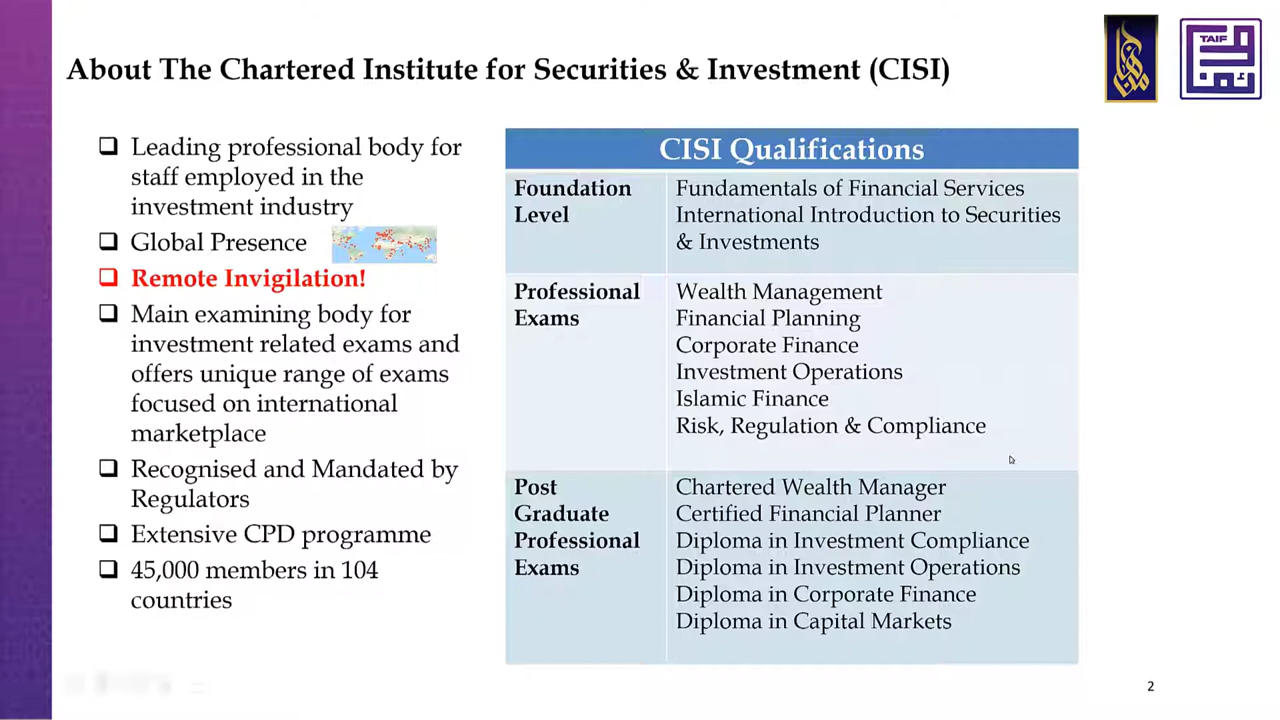 About The Chartered Institute for Securities & Investment (CISI)
TAIF
Leading professional body for
staff employed in the
investment industry
Global Presence
Remote Invigilation!
Main examining body for
investment related exams and
offers unique range of exams
focused on international
marketplace
Recognised and Mandated by
Regulators
Extensive CPD programme
45,000 members in 104
countries
CISI Qualifications
Foundation
Level
Fundamentals of Financial Services
International Introduction to Securities
& Investments
Professional
Exams
Wealth Management
Financial Planning
Corporate Finance
Investment Operations
Islamic Finance
Risk, Regulation & Compliance
Post
Graduate
Professional
Exams
Chartered Wealth Manager
Certified Financial Planner
Diploma in Investment Compliance
Diploma in Investment Operations
Diploma in Corporate Finance
Diploma in Capital Markets
2